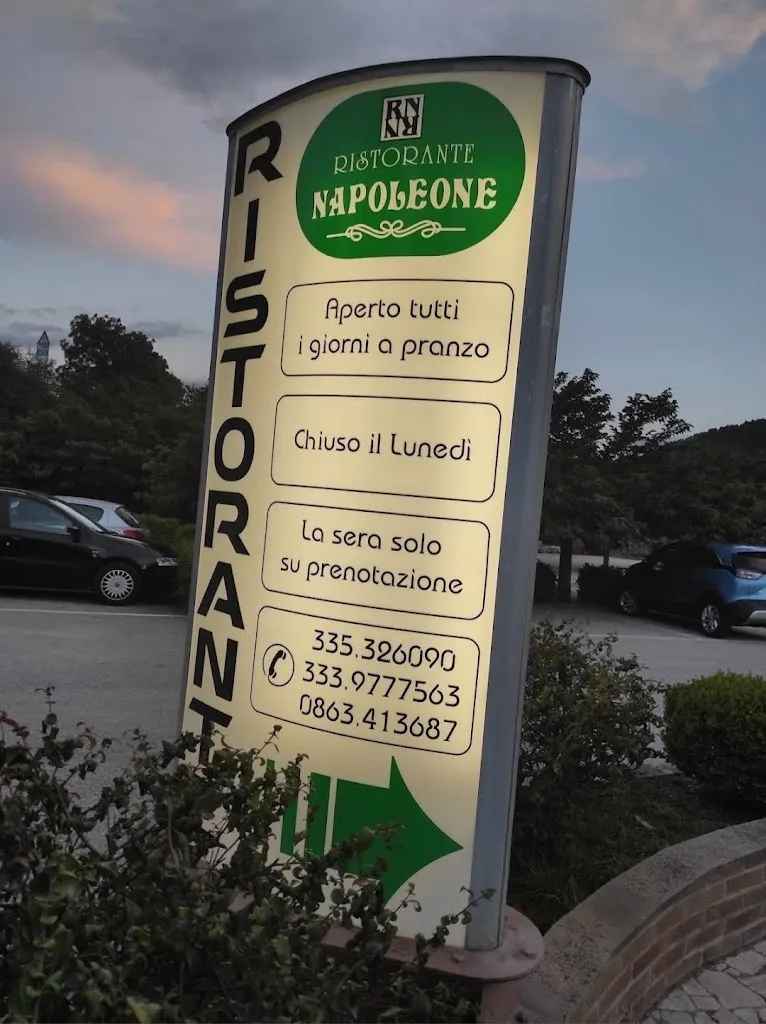 RISTORANT
RN
RISTORANTE
NAPOLEONE
Aperto tutti
i giorni a pranzo
Chiuso il Lunedì
La sera solo
su prenotazione
335.326090
333.9777563
0863.413687